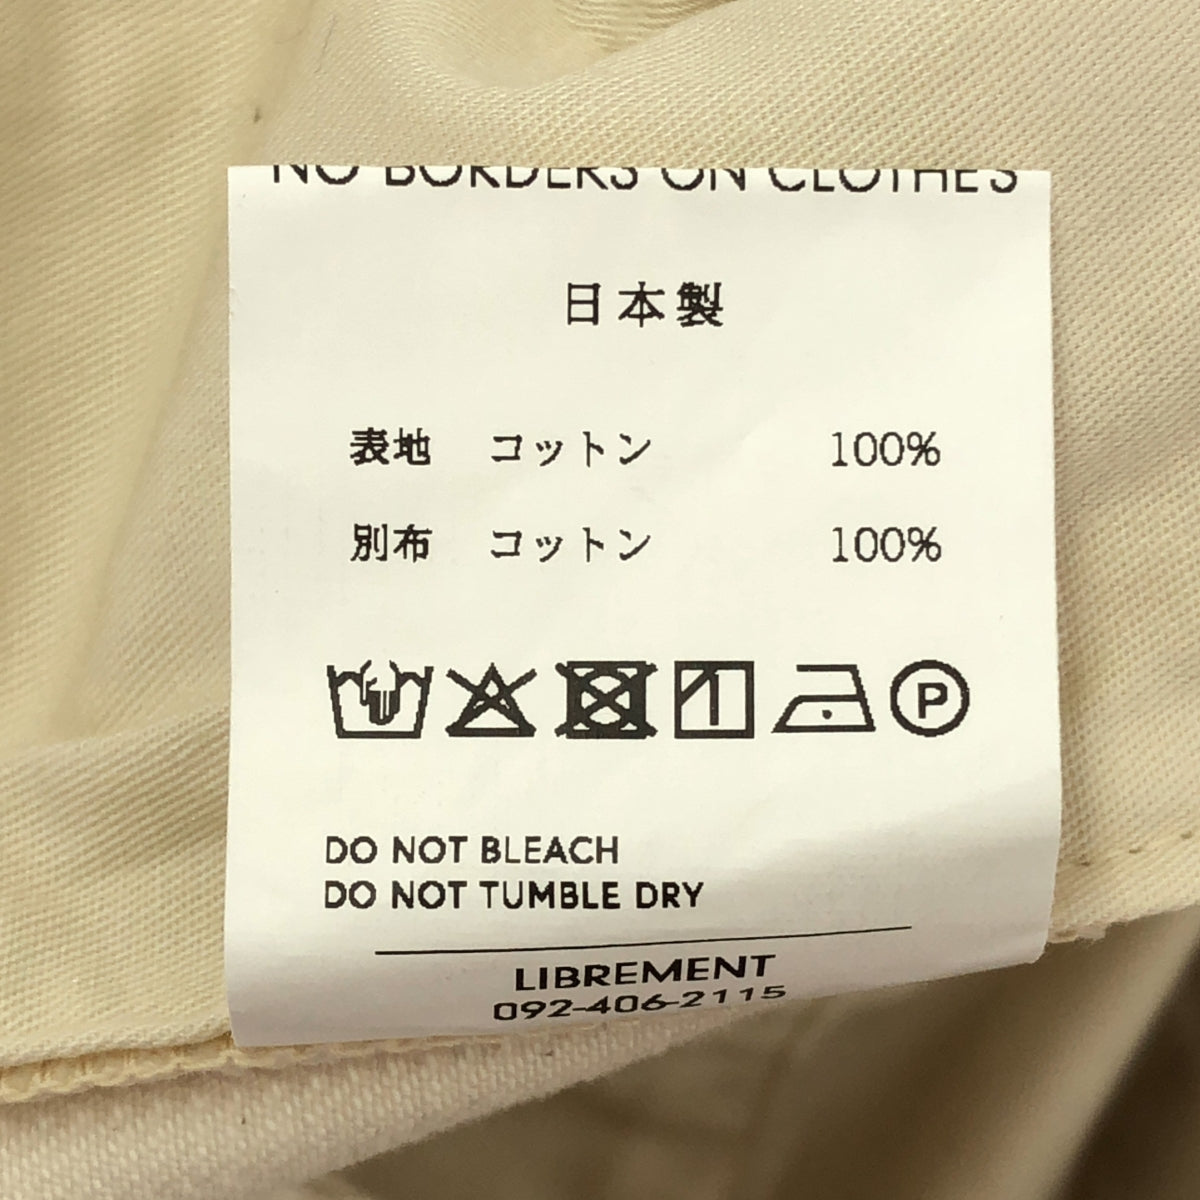 NO BORDERS ON CLOTHES
日本製
表地 コットン 100%
別布 コットン 100%
P
DO NOT BLEACH
DO NOT TUMBLE DRY
LIBREMENT
092-406-2115